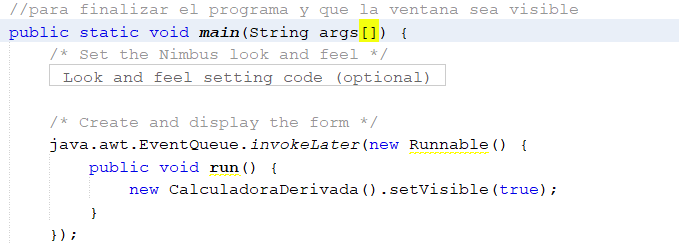 //para finalizar el programa y que la ventana sea visible
public static void main(String args[]) {
/* Set the Nimbus look and feel */
Look and feel setting code (optional)
/* Create and display the form */
java.awt.EventQueue.invokeLater(new Runnable() {
public void run() {
new CalculadoraDerivada().setVisible(true);
}
});